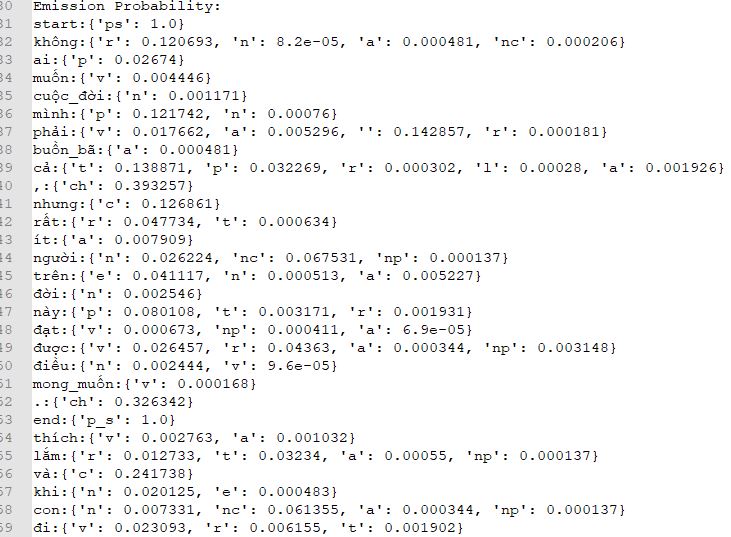 30 Emission Probability:
31 start:{'ps': 1.0}
32 không:{'r': 0.120693, 'n': 8.2e-05, 'a': 0.000481, 'nc': 0.000206}
33 ai:{'p': 0.02674}
34 muốn:{'v': 0.004446}
35 cuộc_đời:{'n': 0.001171}
36 mình:{'p': 0.121742, 'n': 0.00076}
37 phải:{'v': 0.017662, 'a': 0.005296, '': 0.142857, 'r': 0.000181}
38 buồn_bã:{'a': 0.000481}
39 cả:{'t': 0.138871, 'p': 0.032269, 'r': 0.000302, 'l': 0.00028, 'a': 0.001926}
40 ,:{'ch': 0.393257}
41 nhưng:{'c': 0.126861}
42 rất:{'r': 0.047734, 't': 0.000634}
43 ít:{'a': 0.007909}
44 người:{'n': 0.026224, 'nc': 0.067531, 'np': 0.000137}
45 trên:{'e': 0.041117, 'n': 0.000513, 'a': 0.005227}
46 đời:{'n': 0.002546}
47 này:{'p': 0.080108, 't': 0.003171, 'r': 0.001931}
48 đạt:{'v': 0.000673, 'np': 0.000411, 'a': 6.9e-05}
49 được:{'v': 0.026457, 'r': 0.04363, 'a': 0.000344, 'np': 0.003148}
50 điều:{'n': 0.002444, 'v': 9.6e-05}
51 mong_muốn:{'v': 0.000168}
52 .:{'ch': 0.326342}
53 end:{'p_s': 1.0}
54 thích:{'v': 0.002763, 'a': 0.001032}
55 lắm:{'r': 0.012733, 't': 0.03234, 'a': 0.00055, 'np': 0.000137}
56 và:{'c': 0.241738}
57 khi:{'n': 0.020125, 'e': 0.000483}
58 con:{'n': 0.007331, 'nc': 0.061355, 'a': 0.000344, 'np': 0.000137}
59 đi:{'v': 0.023093, 'r': 0.006155, 't': 0.001902}